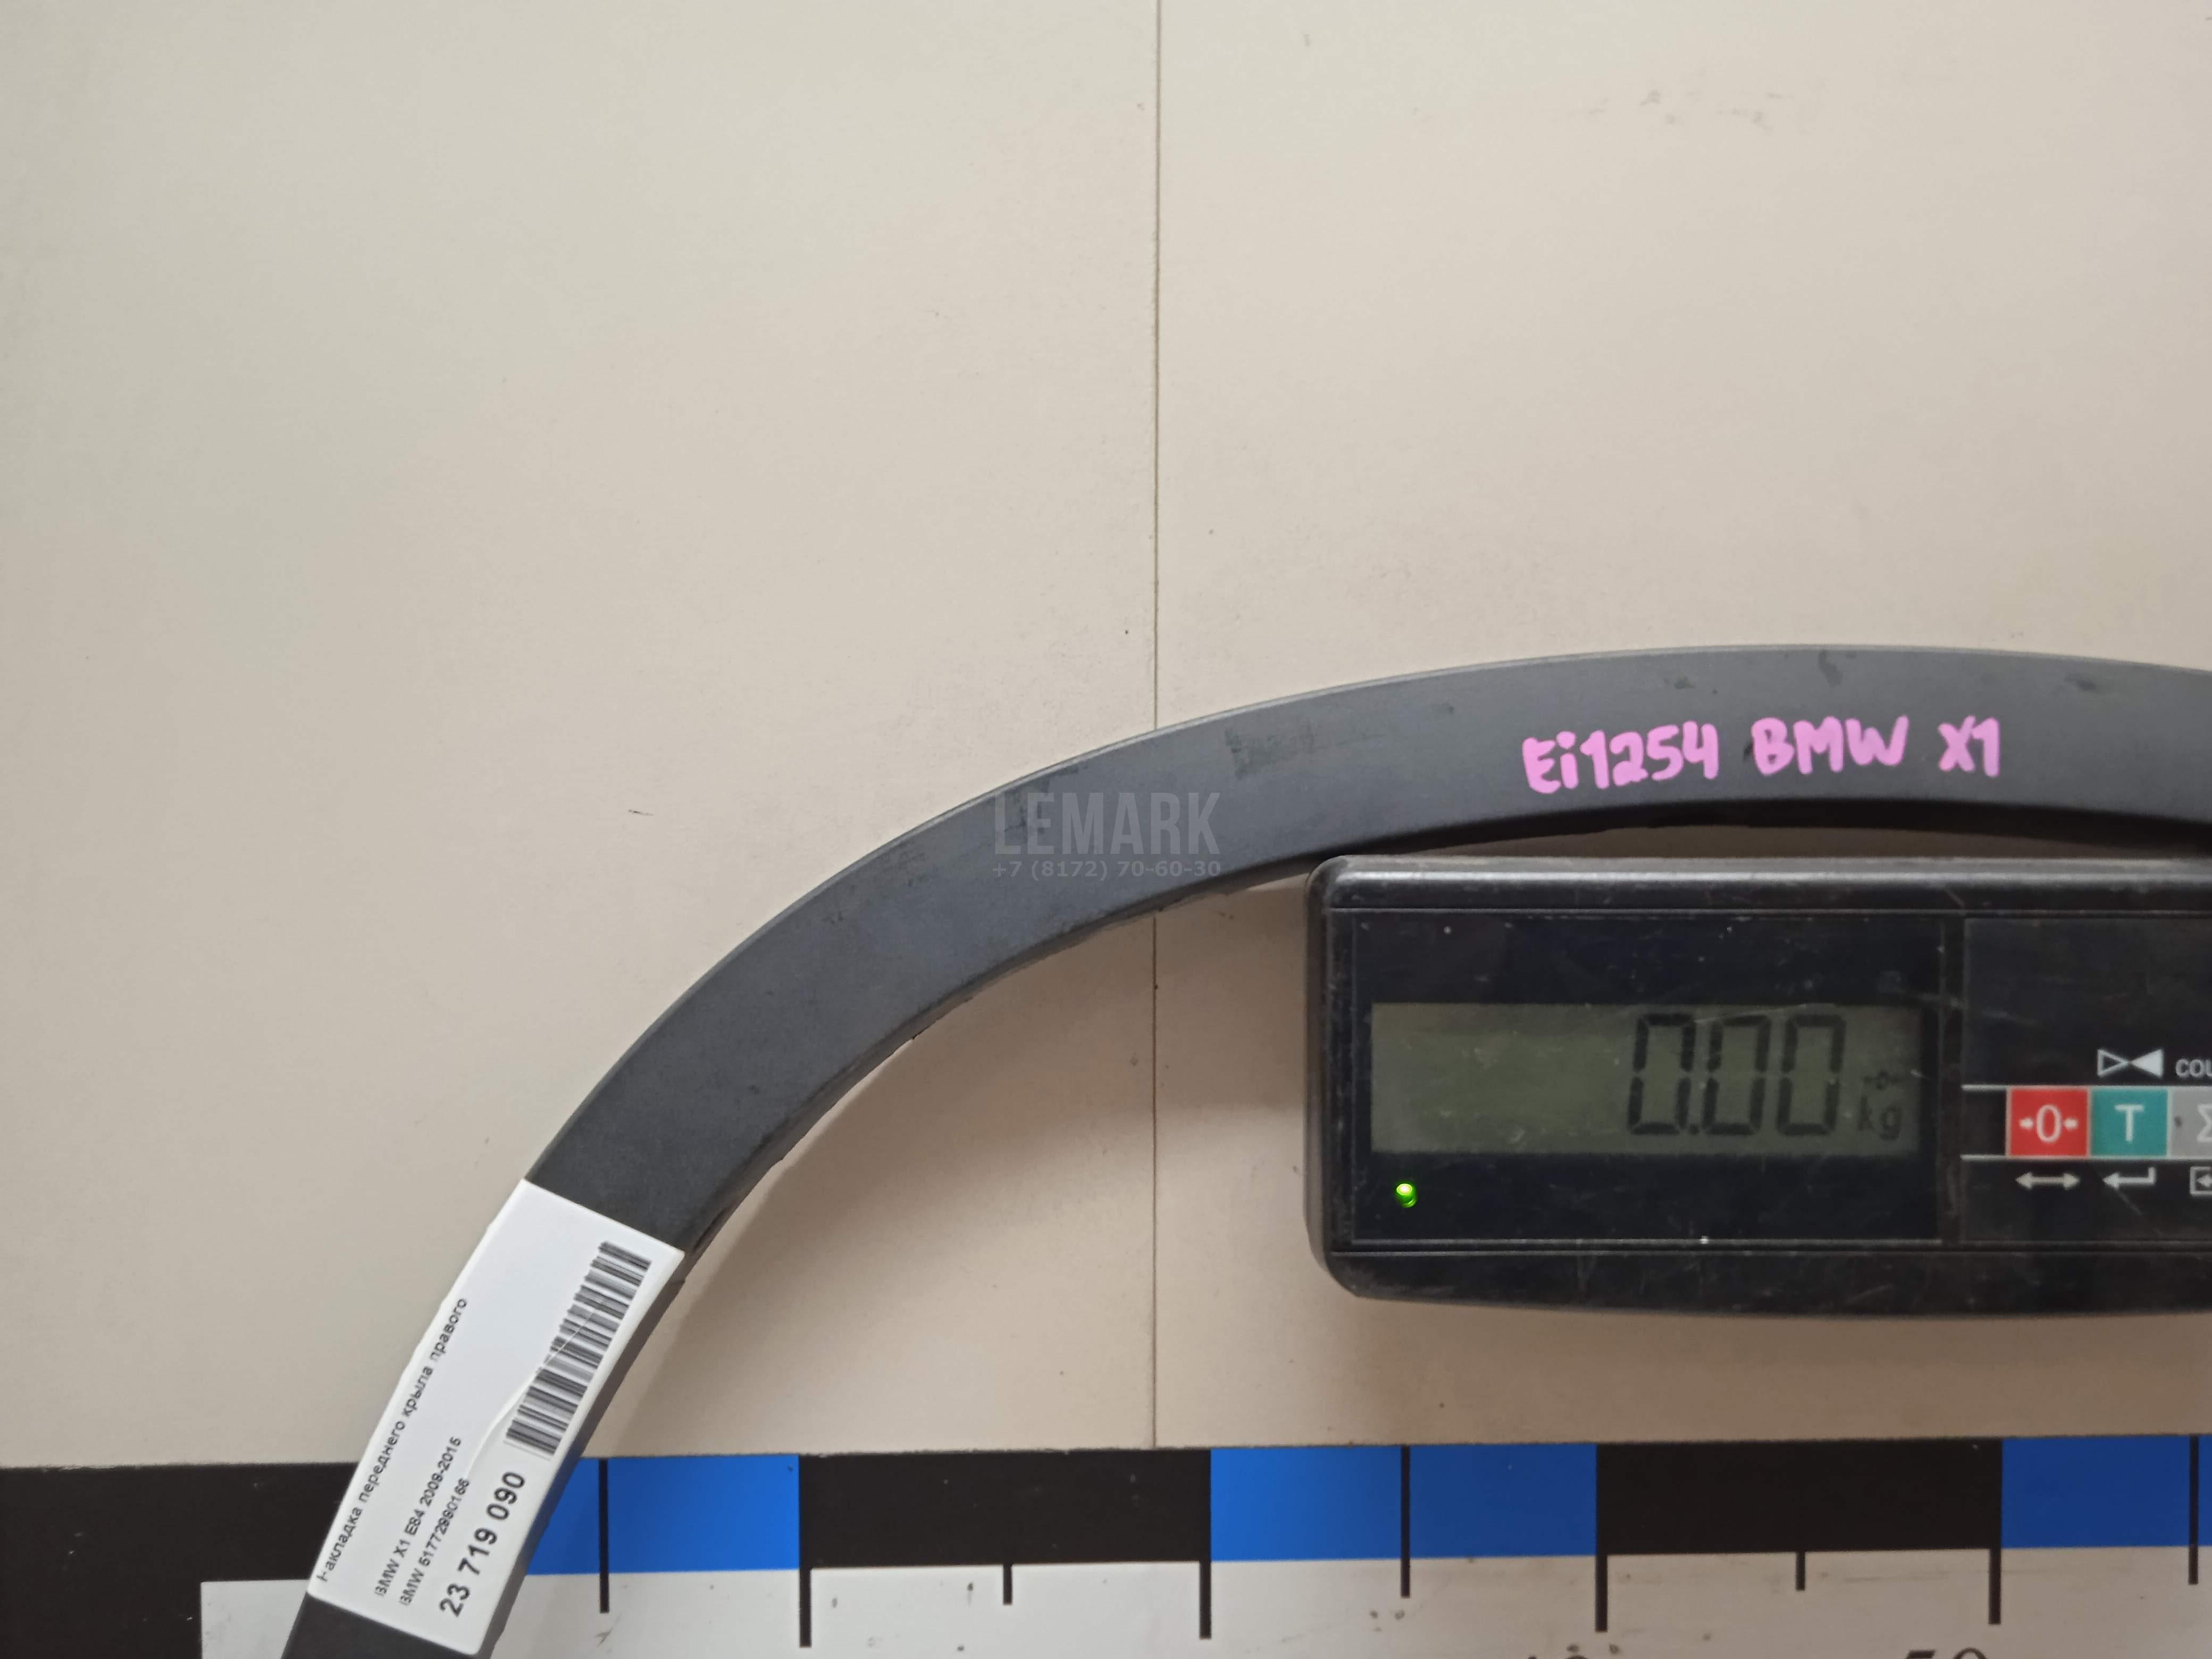 Ei1254 BMW X1
LEMARK
+7 (8172) 70-60-30
0.00
kg
→0←
T
Накладка переднего крыла правого
BMW X1 E84 2009-2015
BMW 51772990166
23 719 090